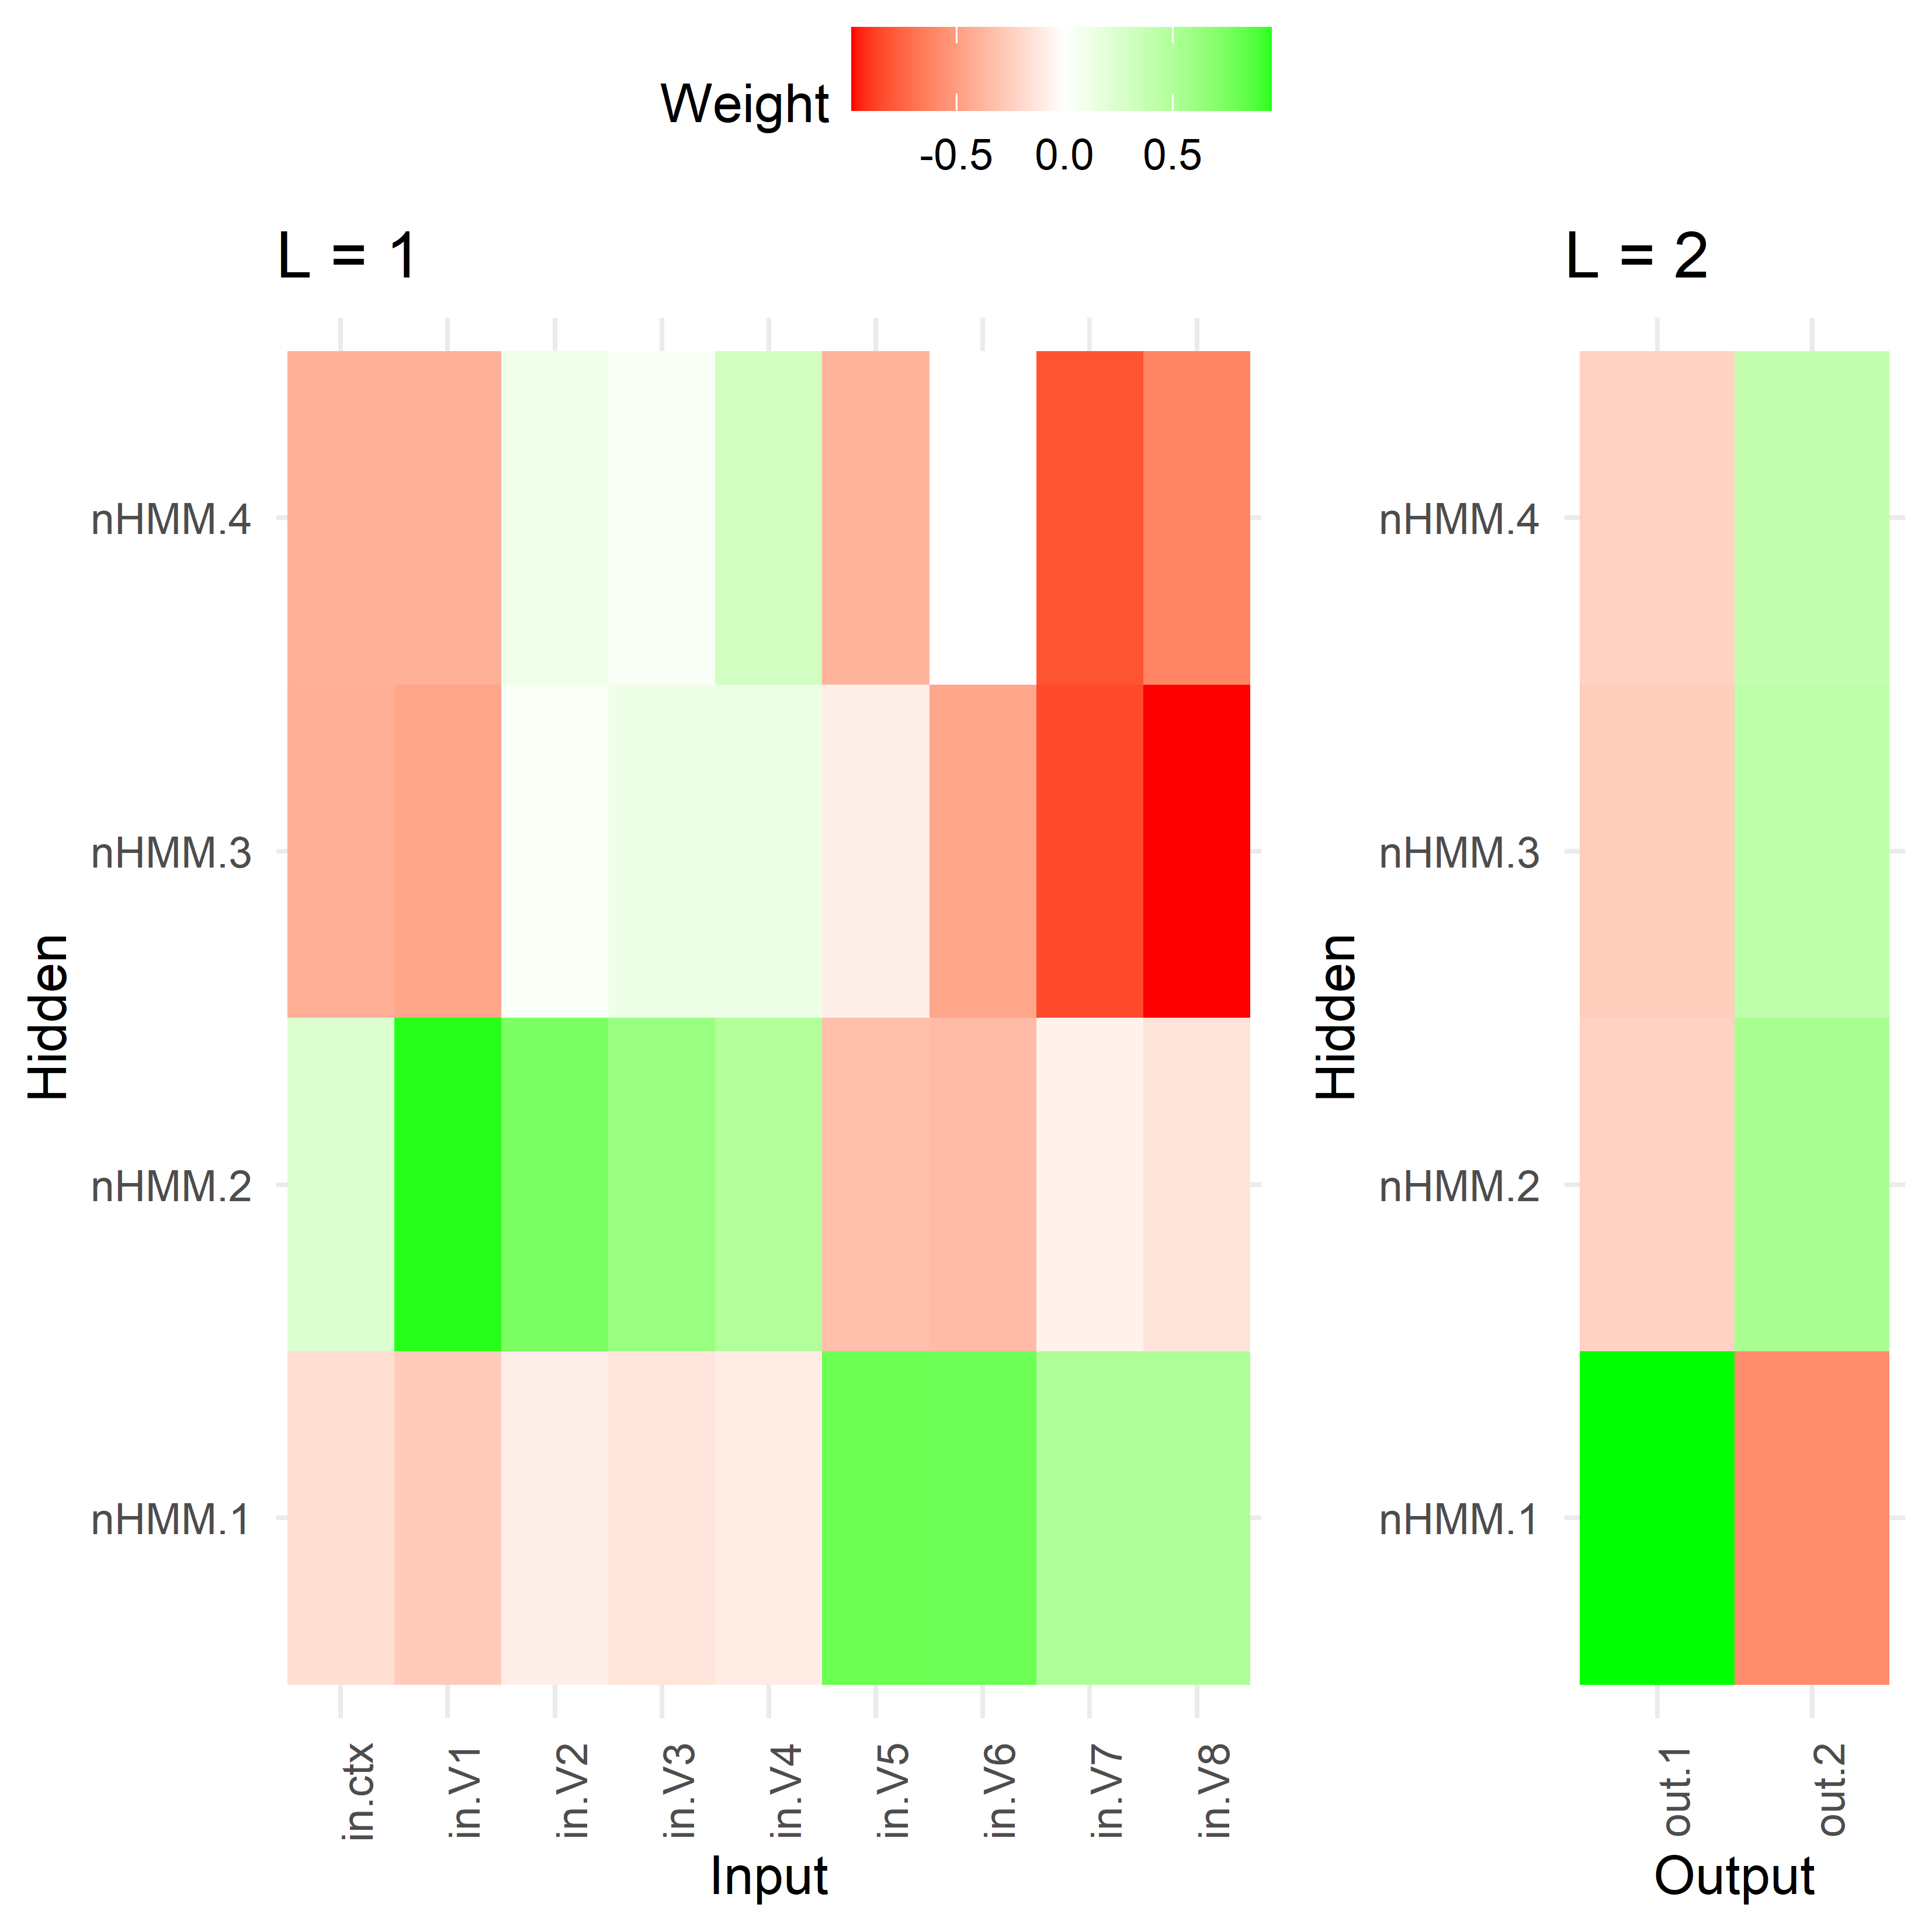 Weight
-0.5 0.0 0.5
L = 1
nHMM.4
nHMM.3
nHMM.2
nHMM.1
Hidden
in.ctx in.V1 in.V2 in.V3 in.V4 in.V5 in.V6 in.V7 in.V8
Input
L = 2
nHMM.4
nHMM.3
nHMM.2
nHMM.1
Hidden
out.1 out.2
Output